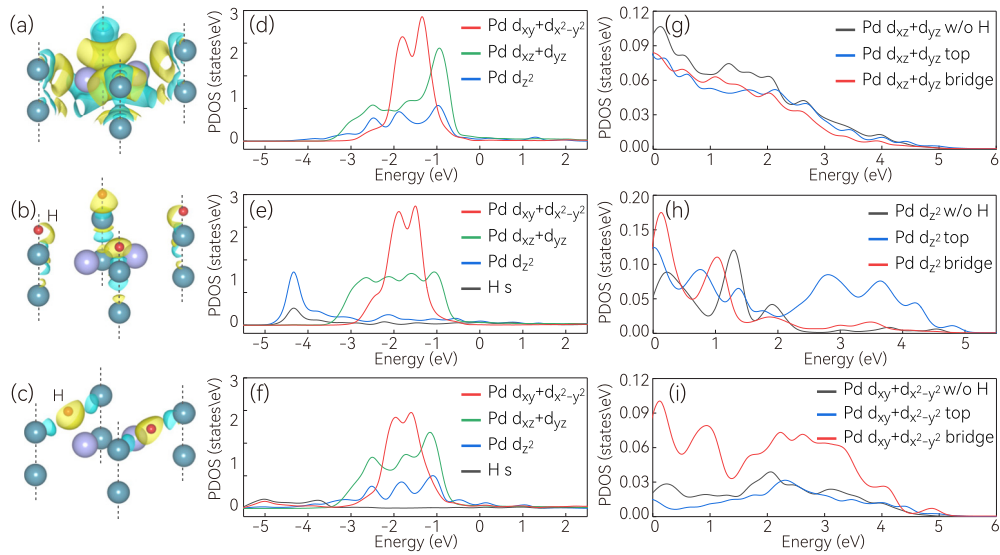 (a)
(b)
H
(c)
H
(d)
PDOS (states\eV)
3
2
1
0
Pd dxy+dx²−y²
Pd dxz+dyz
Pd dz²
−5 −4 −3 −2 −1 0 1 2
Energy (eV)
(e)
PDOS (states\eV)
3
2
1
0
Pd dxy+dx²−y²
Pd dxz+dyz
Pd dz²
H s
−5 −4 −3 −2 −1 0 1 2
Energy (eV)
(f)
PDOS (states\eV)
3
2
1
0
Pd dxy+dx²−y²
Pd dxz+dyz
Pd dz²
H s
−5 −4 −3 −2 −1 0 1 2
Energy (eV)
(g)
PDOS (states\eV)
0.12
0.09
0.06
0.03
0.00
Pd dxz+dyz w/o H
Pd dxz+dyz top
Pd dxz+dyz bridge
0 1 2 3 4 5 6
Energy (eV)
(h)
PDOS (states\eV)
0.20
0.15
0.10
0.05
0.00
Pd dz² w/o H
Pd dz² top
Pd dz² bridge
0 1 2 3 4 5
Energy (eV)
(i)
PDOS (states\eV)
0.12
0.09
0.06
0.03
0.00
Pd dxy+dx²−y² w/o H
Pd dxy+dx²−y² top
Pd dxy+dx²−y² bridge
0 1 2 3 4 5 6
Energy (eV)